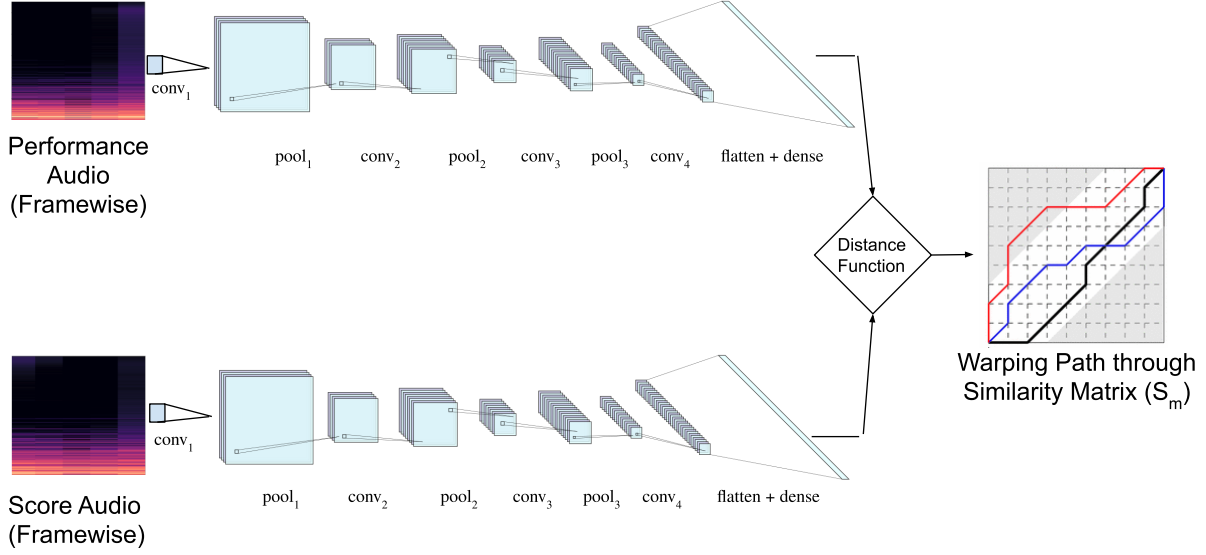 conv₁
Performance
Audio
(Framewise)
pool₁ conv₂ pool₂ conv₃ pool₃ conv₄ flatten + dense
Distance
Function
Warping Path through
Similarity Matrix (Sₘ)
conv₁
Score Audio
(Framewise)
pool₁ conv₂ pool₂ conv₃ pool₃ conv₄ flatten + dense